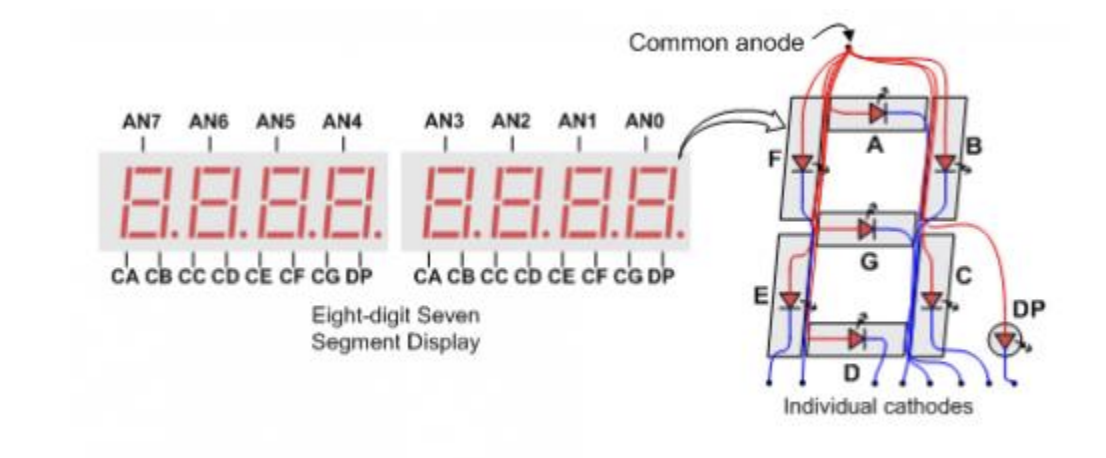 Common anode
AN7 AN6 AN5 AN4 AN3 AN2 AN1 AN0
A
F
B
G
E
C
DP
D
CA CB CC CD CE CF CG DP CA CB CC CD CE CF CG DP
Eight-digit Seven
Segment Display
Individual cathodes